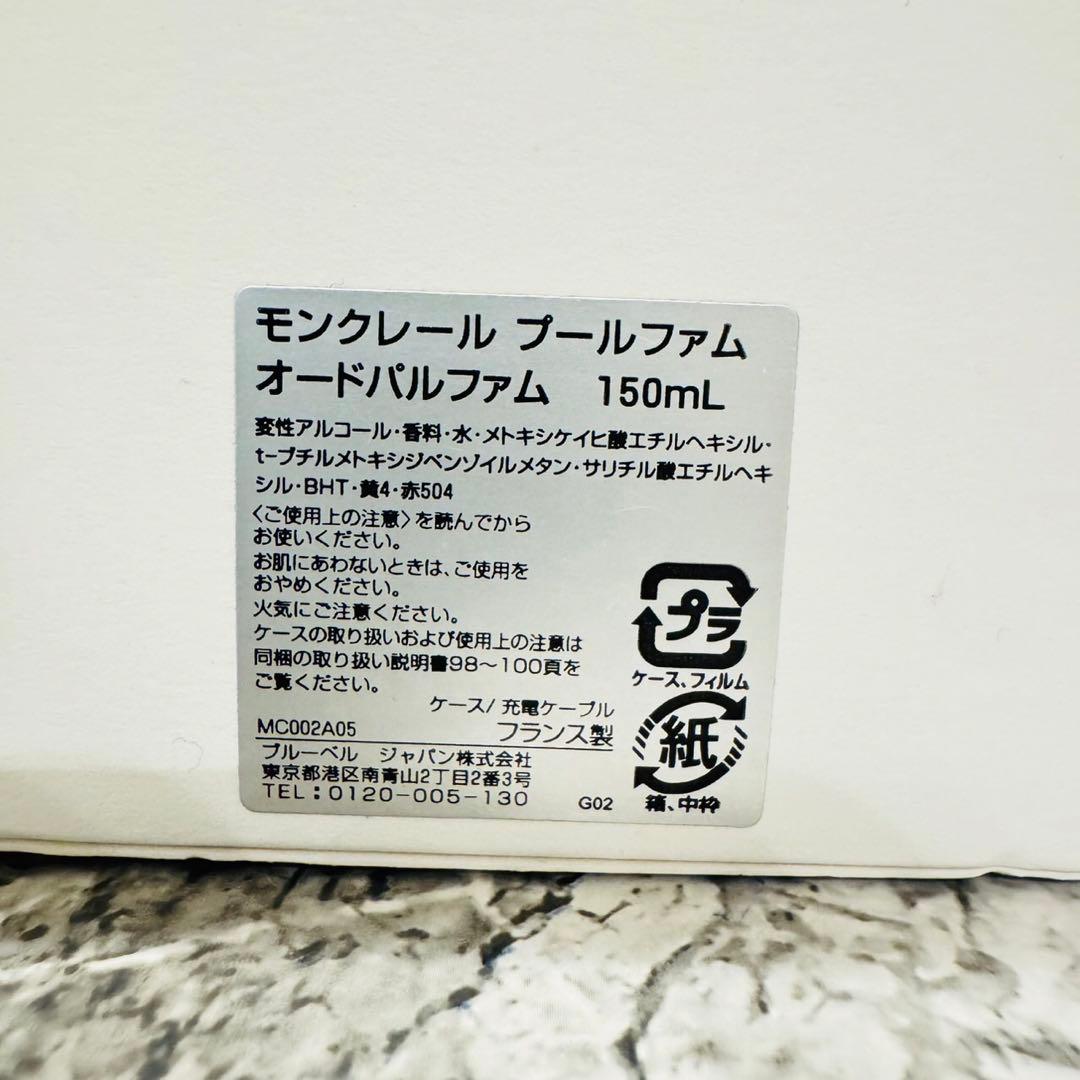 モンクレール プールファム
オードパルファム 150mL
変性アルコール・香料・水・メトキシケイヒ酸エチルヘキシル・
t-ブチルメトキシジベンゾイルメタン・サリチル酸エチルヘキ
シル・BHT・黄4・赤504
〈ご使用上の注意〉を読んでから
お使いください。
お肌にあわないときは、ご使用を
おやめください。
火気にご注意ください。
ケースの取り扱いおよび使用上の注意は
同梱の取り扱い説明書98～100頁を
ご覧ください。
ケース/ 充電ケーブル
MC002A05 フランス製
ブルーベル ジャパン株式会社
東京都港区南青山2丁目2番3号
TEL:0120-005-130
G02
プラ
ケース、フィルム
紙
箱、中枠